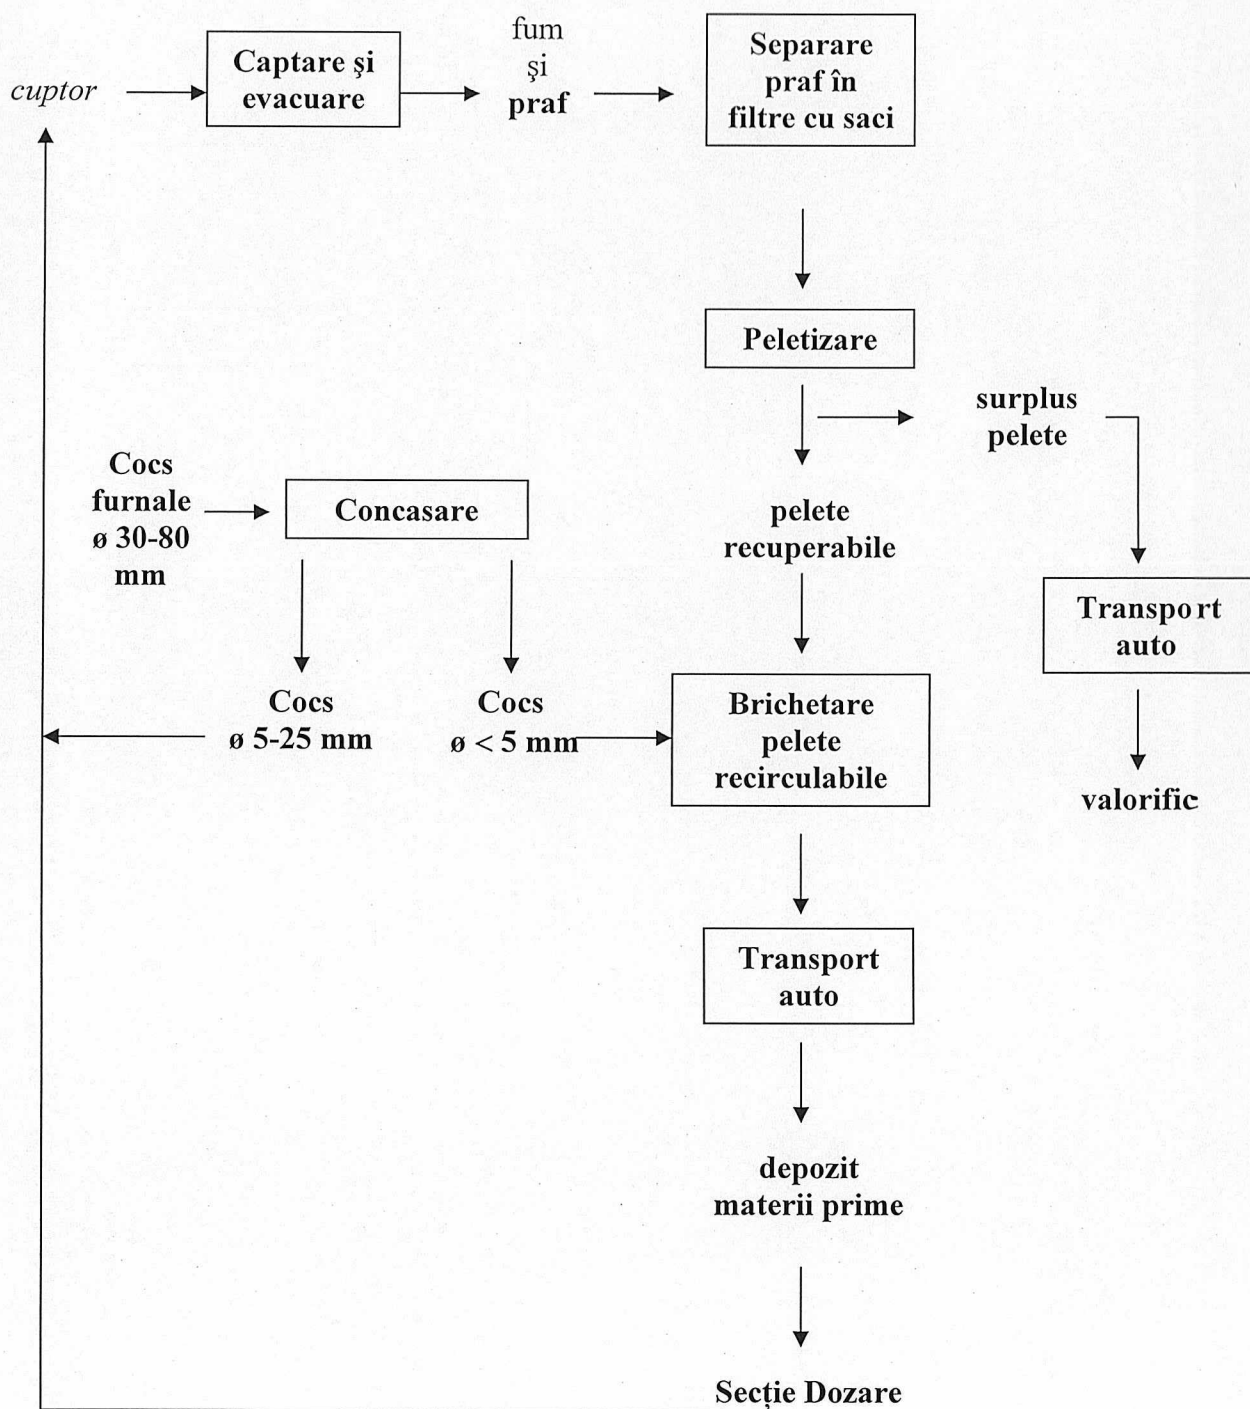 cuptor
Captare şi
evacuare
fum
şi
praf
Separare
praf în
filtre cu saci
Peletizare
surplus
pelete
Cocs
furnale
ø 30-80
mm
Concasare
pelete
recuperabile
Transport
auto
Cocs
ø 5-25 mm
Cocs
ø < 5 mm
Brichetare
pelete
recirculabile
valorific
Transport
auto
depozit
materii prime
Secţie Dozare